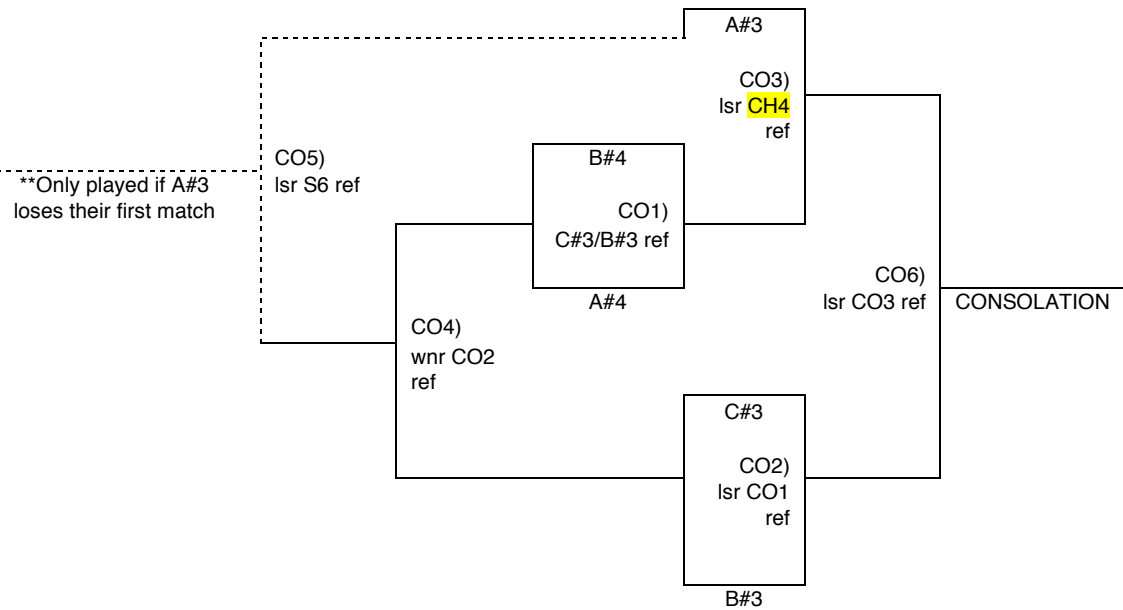 A#3
CO3)
lsr CH4
ref
B#4
CO5)
lsr S6 ref
**Only played if A#3
loses their first match
CO1)
C#3/B#3 ref
CO6)
lsr CO3 ref
CONSOLATION
A#4
CO4)
wnr CO2
ref
C#3
CO2)
lsr CO1
ref
B#3